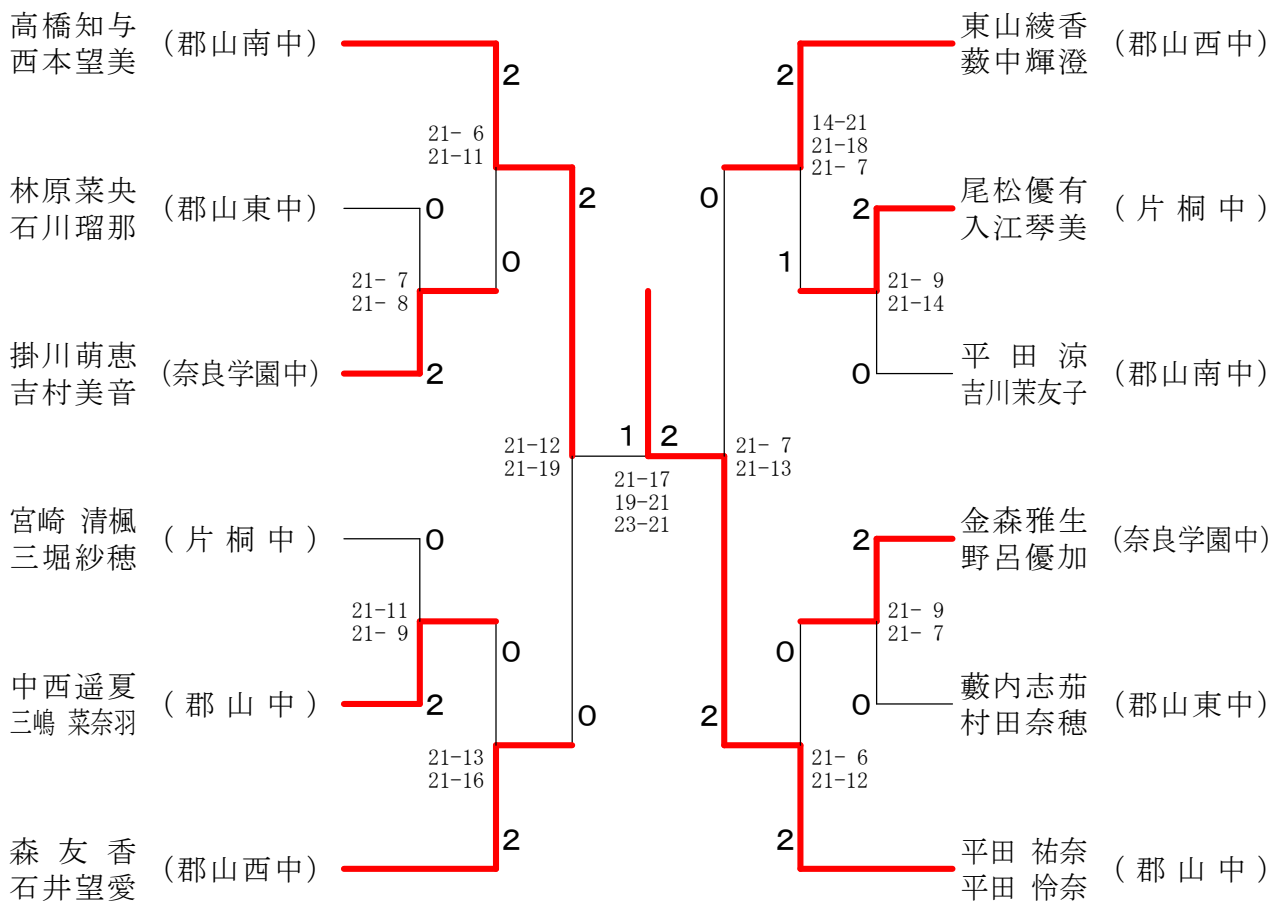 高橋知与
西本望美
(郡山南中)
2
21- 6
21-11
林原菜央
石川瑠那
(郡山東中)
0
2
0
21- 7
21- 8
掛川萌恵
吉村美音
(奈良学園中)
2
21-12
21-19
宮崎 清楓
三堀紗穂
(片桐中)
0
21-11
21- 9
0
中西遥夏
三嶋 菜奈羽
(郡山中)
2
0
21-13
21-16
森友香
石井望愛
(郡山西中)
2
1
2
21-17
19-21
23-21
東山綾香
薮中輝澄
(郡山西中)
2
14-21
21-18
21- 7
0
尾松優有
入江琴美
(片桐中)
2
1
21- 9
21-14
平田涼
吉川茉友子
(郡山南中)
0
21- 7
21-13
金森雅生
野呂優加
(奈良学園中)
2
21- 9
21- 7
0
藪内志茄
村田奈穂
(郡山東中)
0
2
21- 6
21-12
平田 祐奈
平田 怜奈
(郡山中)
2